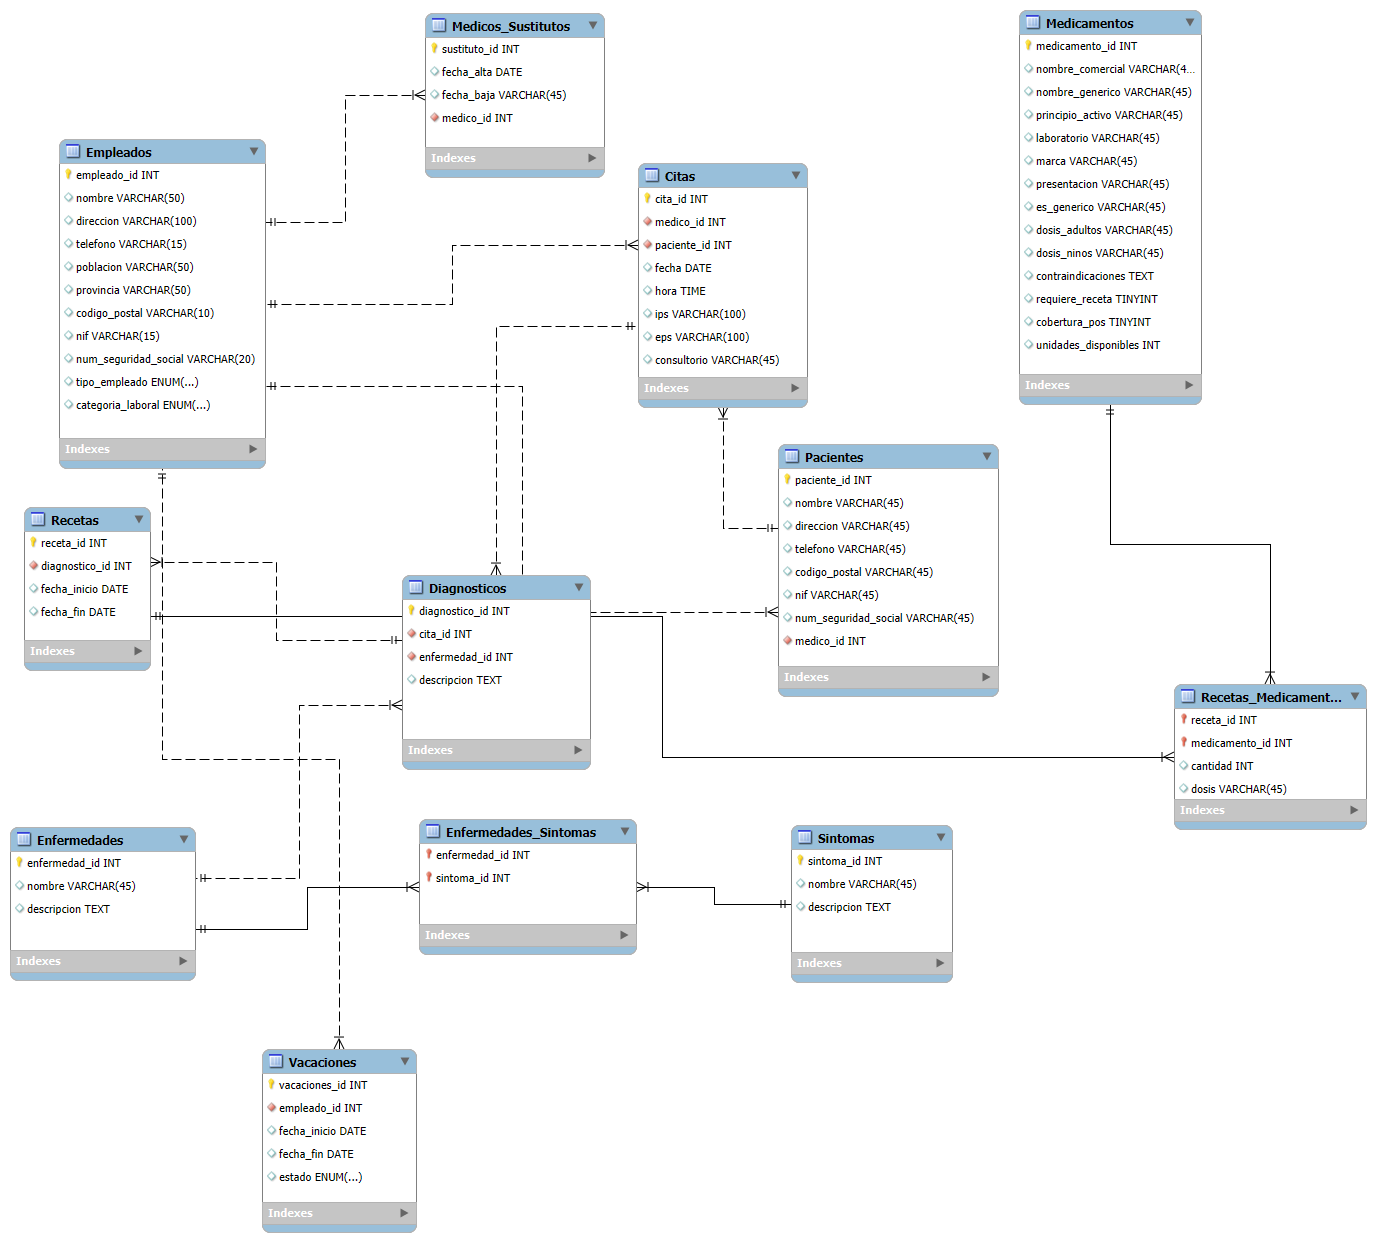 Medicos_Sustitutos
sustituto_id INT
fecha_alta DATE
fecha_baja VARCHAR(45)
medico_id INT
Indexes
Medicamentos
medicamento_id INT
nombre_comercial VARCHAR(4...
nombre_generico VARCHAR(45)
principio_activo VARCHAR(45)
laboratorio VARCHAR(45)
marca VARCHAR(45)
presentacion VARCHAR(45)
es_generico VARCHAR(45)
dosis_adultos VARCHAR(45)
dosis_ninos VARCHAR(45)
contraindicaciones TEXT
requiere_receta TINYINT
cobertura_pos TINYINT
unidades_disponibles INT
Indexes
Empleados
empleado_id INT
nombre VARCHAR(50)
direccion VARCHAR(100)
telefono VARCHAR(15)
poblacion VARCHAR(50)
provincia VARCHAR(50)
codigo_postal VARCHAR(10)
nif VARCHAR(15)
num_seguridad_social VARCHAR(20)
tipo_empleado ENUM(...)
categoria_laboral ENUM(...)
Indexes
Citas
cita_id INT
medico_id INT
paciente_id INT
fecha DATE
hora TIME
ips VARCHAR(100)
eps VARCHAR(100)
consultorio VARCHAR(45)
Indexes
Pacientes
paciente_id INT
nombre VARCHAR(45)
direccion VARCHAR(45)
telefono VARCHAR(45)
codigo_postal VARCHAR(45)
nif VARCHAR(45)
num_seguridad_social VARCHAR(45)
medico_id INT
Indexes
Recetas
receta_id INT
diagnostico_id INT
fecha_inicio DATE
fecha_fin DATE
Indexes
Diagnosticos
diagnostico_id INT
cita_id INT
enfermedad_id INT
descripcion TEXT
Indexes
Recetas_Medicament...
receta_id INT
medicamento_id INT
cantidad INT
dosis VARCHAR(45)
Indexes
Enfermedades
enfermedad_id INT
nombre VARCHAR(45)
descripcion TEXT
Indexes
Enfermedades_Sintomas
enfermedad_id INT
sintoma_id INT
Indexes
Sintomas
sintoma_id INT
nombre VARCHAR(45)
descripcion TEXT
Indexes
Vacaciones
vacaciones_id INT
empleado_id INT
fecha_inicio DATE
fecha_fin DATE
estado ENUM(...)
Indexes